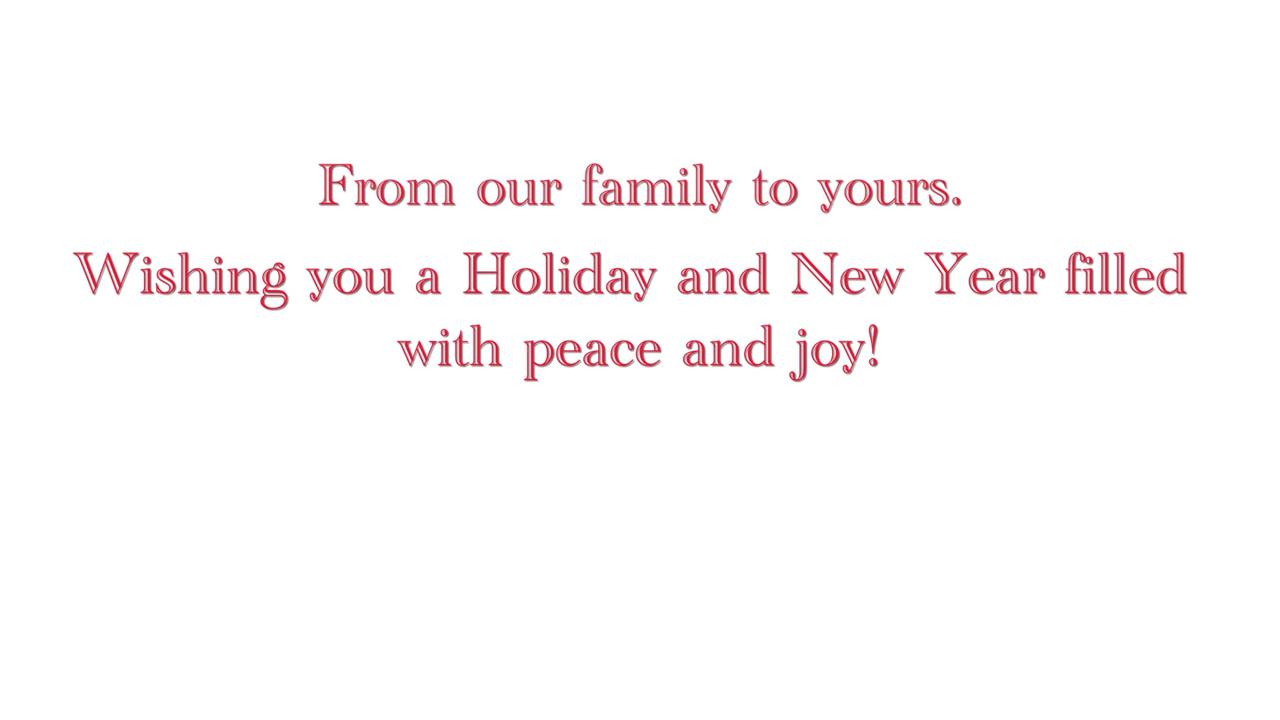 From our family to yours.
Wishing you a Holiday and New Year filled
with peace and joy!